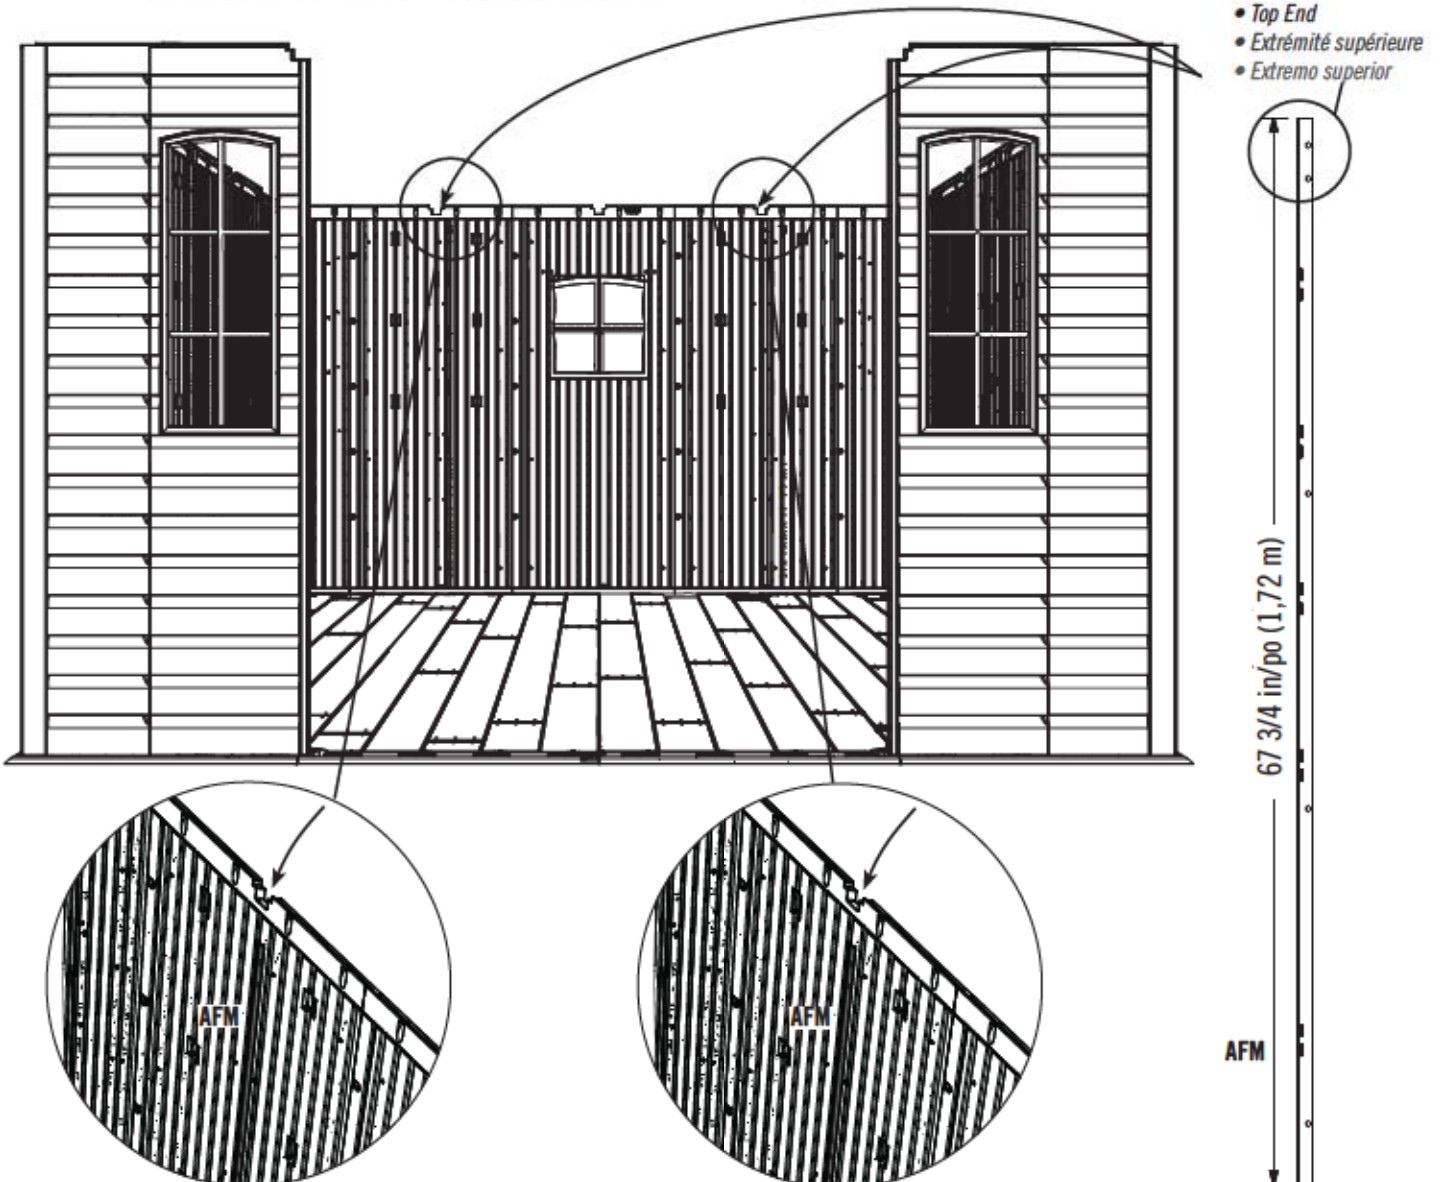 • Top End
• Extrémité supérieure
• Extremo superior
67 3/4 in/po (1,72 m)
AFM
AFM
AFM